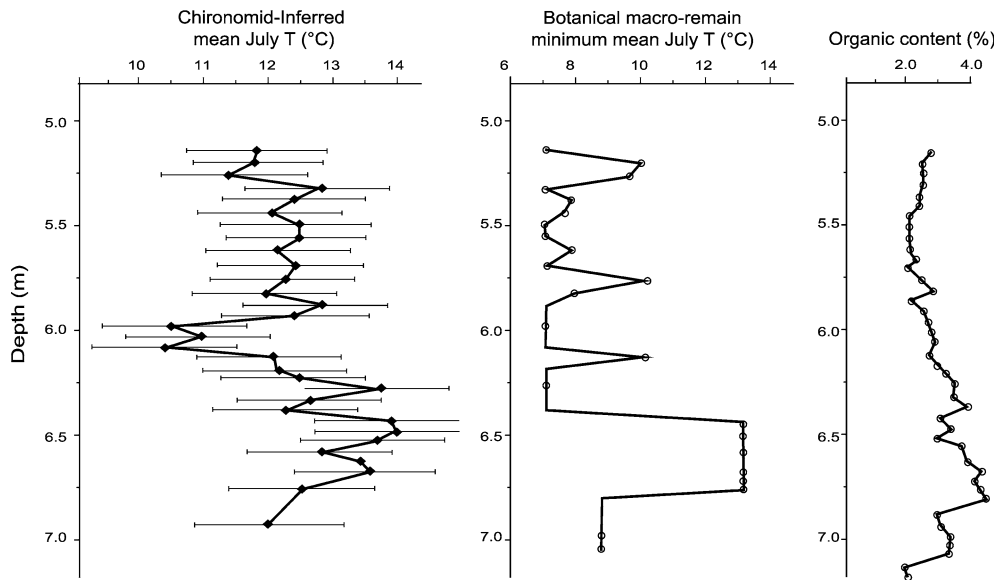 Chironomid-Inferred
mean July T (°C)
Botanical macro-remain
minimum mean July T (°C)
Organic content (%)
10 11 12 13 14
6 8 10 12 14
2.0 4.0
Depth (m)
5.0
5.5
6.0
6.5
7.0
5.0
5.5
6.0
6.5
7.0
5.0
5.5
6.0
6.5
7.0